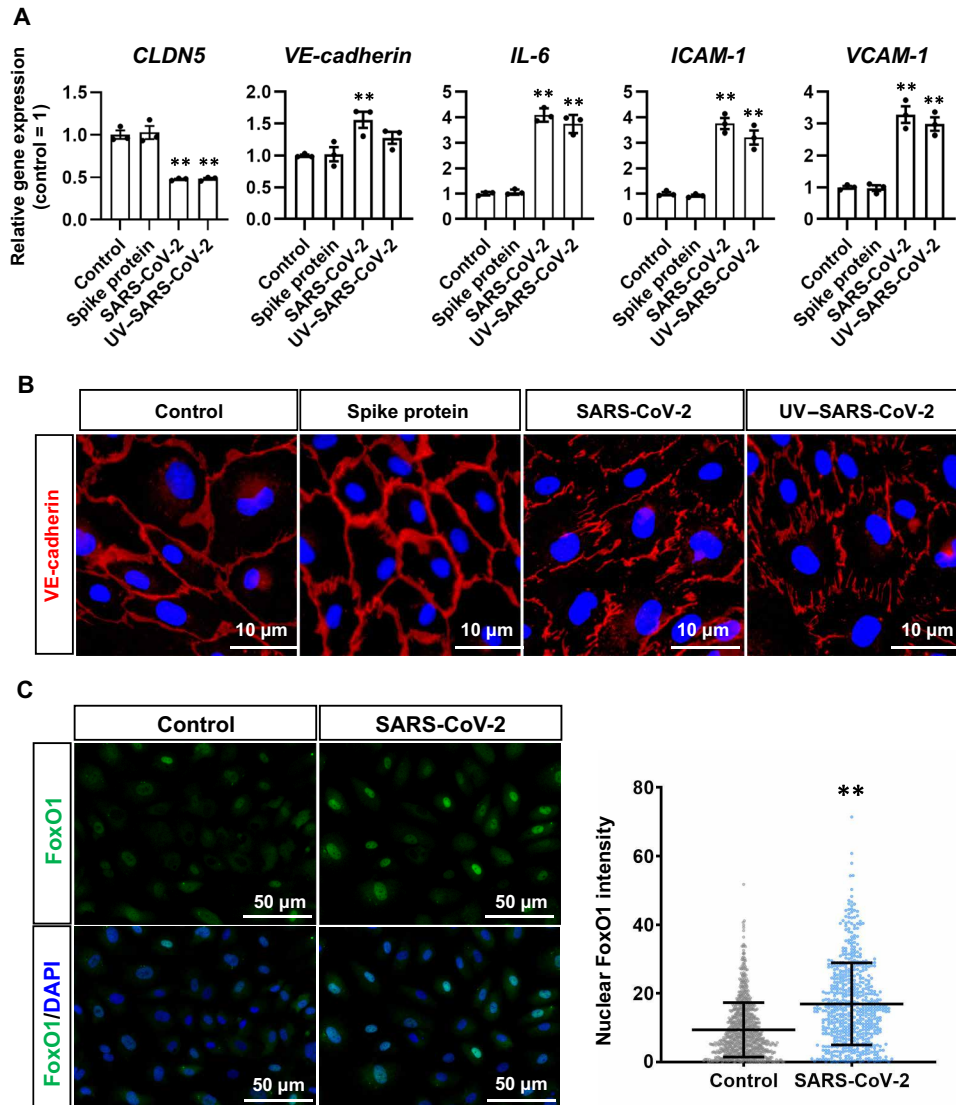 A
CLDN5 VE-cadherin IL-6 ICAM-1 VCAM-1
Relative gene expression
(control = 1)
1.5
1.0
0.5
0.0
2.0
1.5
1.0
0.5
0.0
6
5
4
3
2
1
0
5
4
3
2
1
0
5
4
3
2
1
0
** **
**
** **
** **
** **
Control
Spike protein
SARS-CoV-2
UV–SARS-CoV-2
Control
Spike protein
SARS-CoV-2
UV–SARS-CoV-2
Control
Spike protein
SARS-CoV-2
UV–SARS-CoV-2
Control
Spike protein
SARS-CoV-2
UV–SARS-CoV-2
Control
Spike protein
SARS-CoV-2
UV–SARS-CoV-2
B
Control Spike protein SARS-CoV-2 UV–SARS-CoV-2
VE-cadherin
10 µm 10 µm 10 µm 10 µm
C
Control SARS-CoV-2
FoxO1
50 µm 50 µm
FoxO1/DAPI
50 µm 50 µm
Nuclear FoxO1 intensity
80
60
40
20
0
**
Control SARS-CoV-2